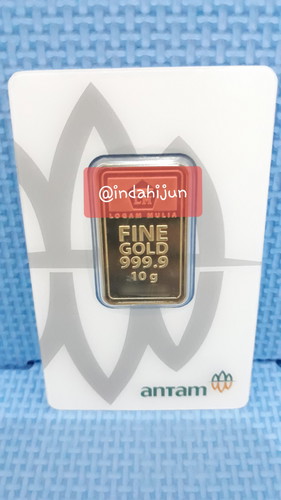 @indahijun
LOGAM MULIA
FINE
GOLD
999.9
10 g
antam